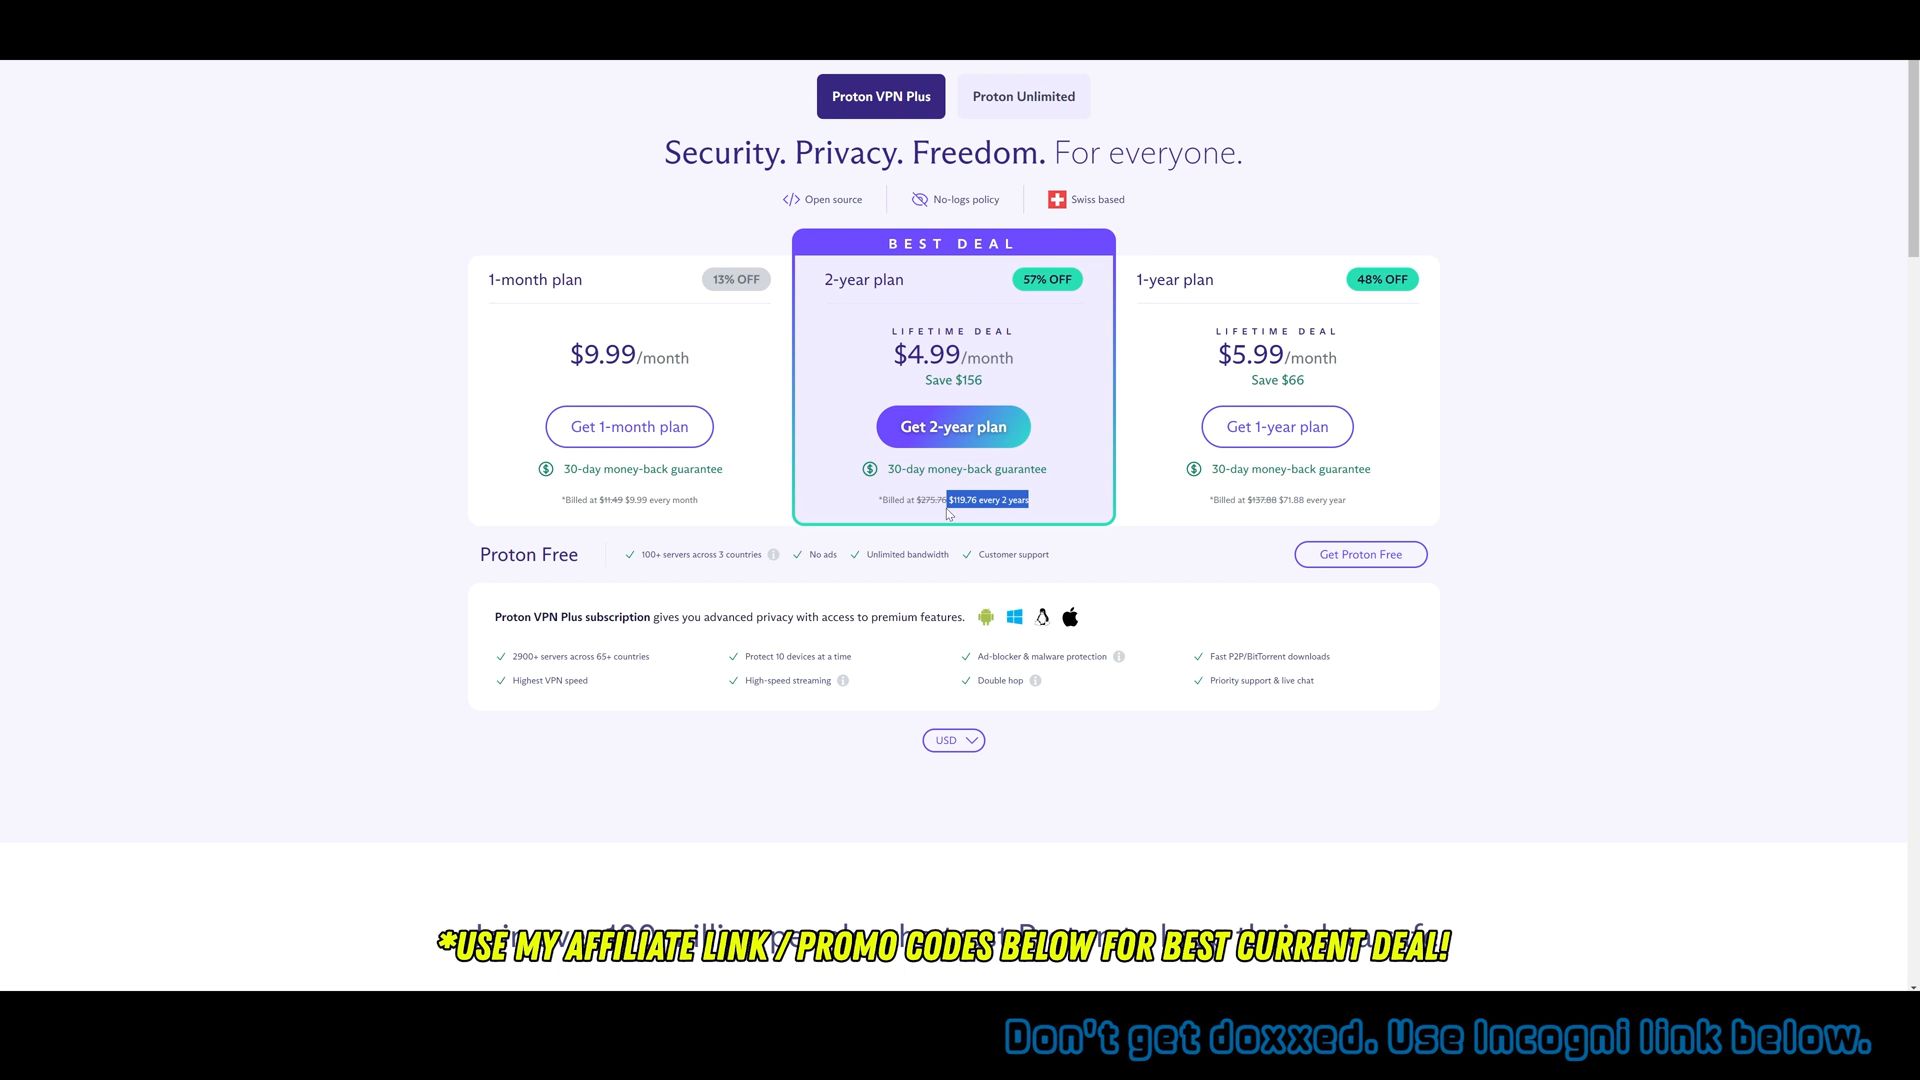 Proton VPN Plus
Proton Unlimited
Security. Privacy. Freedom. For everyone.
Open source
No-logs policy
Swiss based
BEST DEAL
1-month plan
13% OFF
$9.99/month
Get 1-month plan
30-day money-back guarantee
*Billed at $11.49 $9.99 every month
2-year plan
57% OFF
LIFETIME DEAL
$4.99/month
Save $156
Get 2-year plan
30-day money-back guarantee
*Billed at $275.76 $119.76 every 2 years
1-year plan
48% OFF
LIFETIME DEAL
$5.99/month
Save $66
Get 1-year plan
30-day money-back guarantee
*Billed at $137.88 $71.88 every year
Proton Free
100+ servers across 3 countries
No ads
Unlimited bandwidth
Customer support
Get Proton Free
Proton VPN Plus subscription gives you advanced privacy with access to premium features.
2900+ servers across 65+ countries
Protect 10 devices at a time
Ad-blocker & malware protection
Fast P2P/BitTorrent downloads
Highest VPN speed
High-speed streaming
Double hop
Priority support & live chat
USD
*USE MY AFFILIATE LINK / PROMO CODES BELOW FOR BEST CURRENT DEAL!
Don't get doxxed. Use Incogni link below.